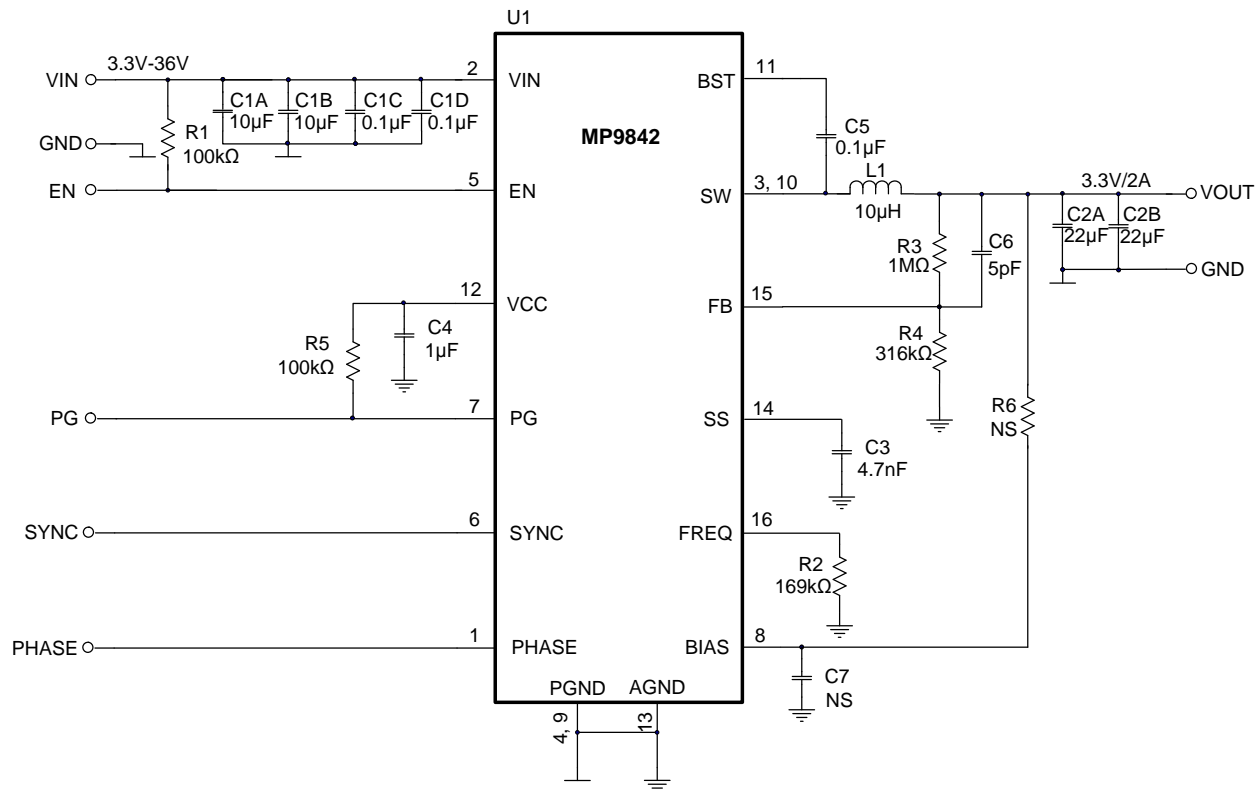 U1
MP9842
VIN
3.3V-36V
GND
EN
R1
100kΩ
C1A
10µF
C1B
10µF
C1C
0.1µF
C1D
0.1µF
2
VIN
5
EN
12
VCC
R5
100kΩ
C4
1µF
PG
7
PG
SYNC
6
SYNC
PHASE
1
PHASE
PGND
AGND
4, 9
13
BST
11
C5
0.1µF
SW
3, 10
L1
10µH
3.3V/2A
VOUT
C2A
22µF
C2B
22µF
GND
R3
1MΩ
C6
5pF
FB
15
R4
316kΩ
R6
NS
SS
14
C3
4.7nF
FREQ
16
R2
169kΩ
BIAS
8
C7
NS